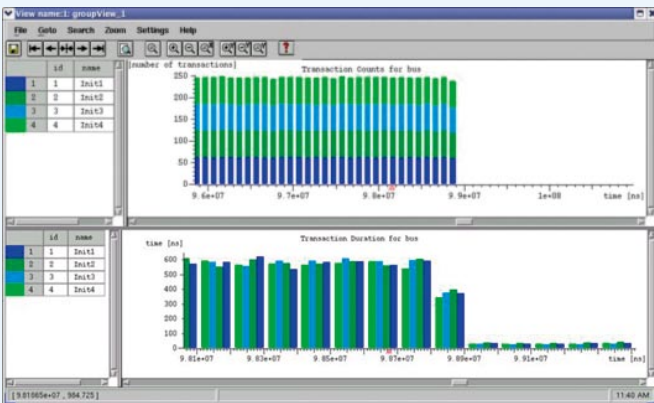 View name:1: groupView_1
File Goto Search Zoom Settings Help
id name
1 1 Init1
2 2 Init2
3 3 Init3
4 4 Init4
[number of transactions]
Transaction Counts for bus
250
200
150
100
50
0
9.6e+07 9.7e+07 9.8e+07 9.9e+07 1e+08 time [ns]
id name
1 1 Init1
2 2 Init2
3 3 Init3
4 4 Init4
time [ns]
Transaction Duration for bus
600
500
400
300
200
100
0
9.81e+07 9.83e+07 9.85e+07 9.87e+07 9.89e+07 9.91e+07 time [ns]
[9.81065e+07 , 984.725]
11:40 AM